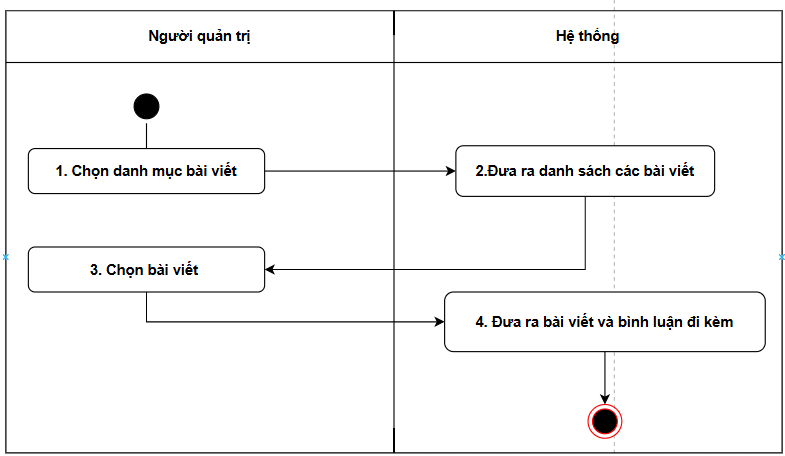 Người quản trị
Hệ thống
1. Chọn danh mục bài viết
2.Đưa ra danh sách các bài viết
3. Chọn bài viết
4. Đưa ra bài viết và bình luận đi kèm